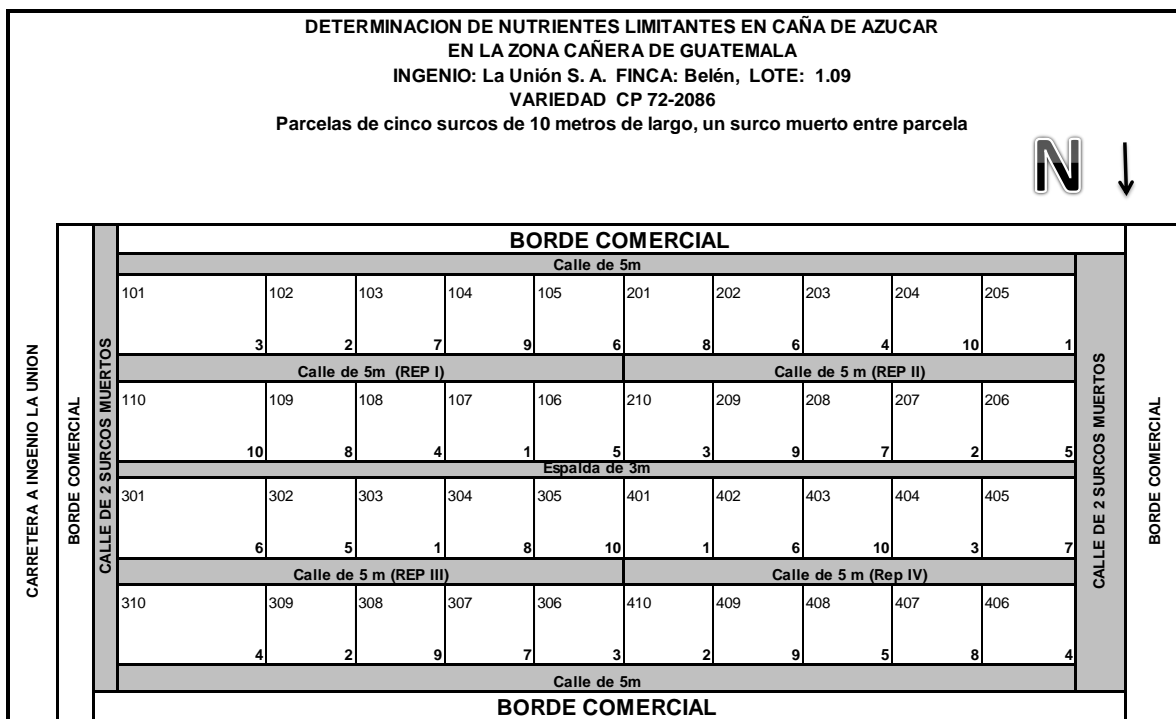 DETERMINACION DE NUTRIENTES LIMITANTES EN CAÑA DE AZUCAR
EN LA ZONA CAÑERA DE GUATEMALA
INGENIO: La Unión S. A. FINCA: Belén, LOTE: 1.09
VARIEDAD CP 72-2086
Parcelas de cinco surcos de 10 metros de largo, un surco muerto entre parcela
N
CARRETERA A INGENIO LA UNION
BORDE COMERCIAL
CALLE DE 2 SURCOS MUERTOS
BORDE COMERCIAL
Calle de 5m
101 102 103 104 105 201 202 203 204 205
3 2 7 9 6 8 6 4 10 1
Calle de 5m (REP I) Calle de 5 m (REP II)
110 109 108 107 106 210 209 208 207 206
10 8 4 1 5 3 9 7 2 5
Espalda de 3m
301 302 303 304 305 401 402 403 404 405
6 5 1 8 10 1 6 10 3 7
Calle de 5 m (REP III) Calle de 5 m (Rep IV)
310 309 308 307 306 410 409 408 407 406
4 2 9 7 3 2 9 5 8 4
Calle de 5m
BORDE COMERCIAL
CALLE DE 2 SURCOS MUERTOS
BORDE COMERCIAL